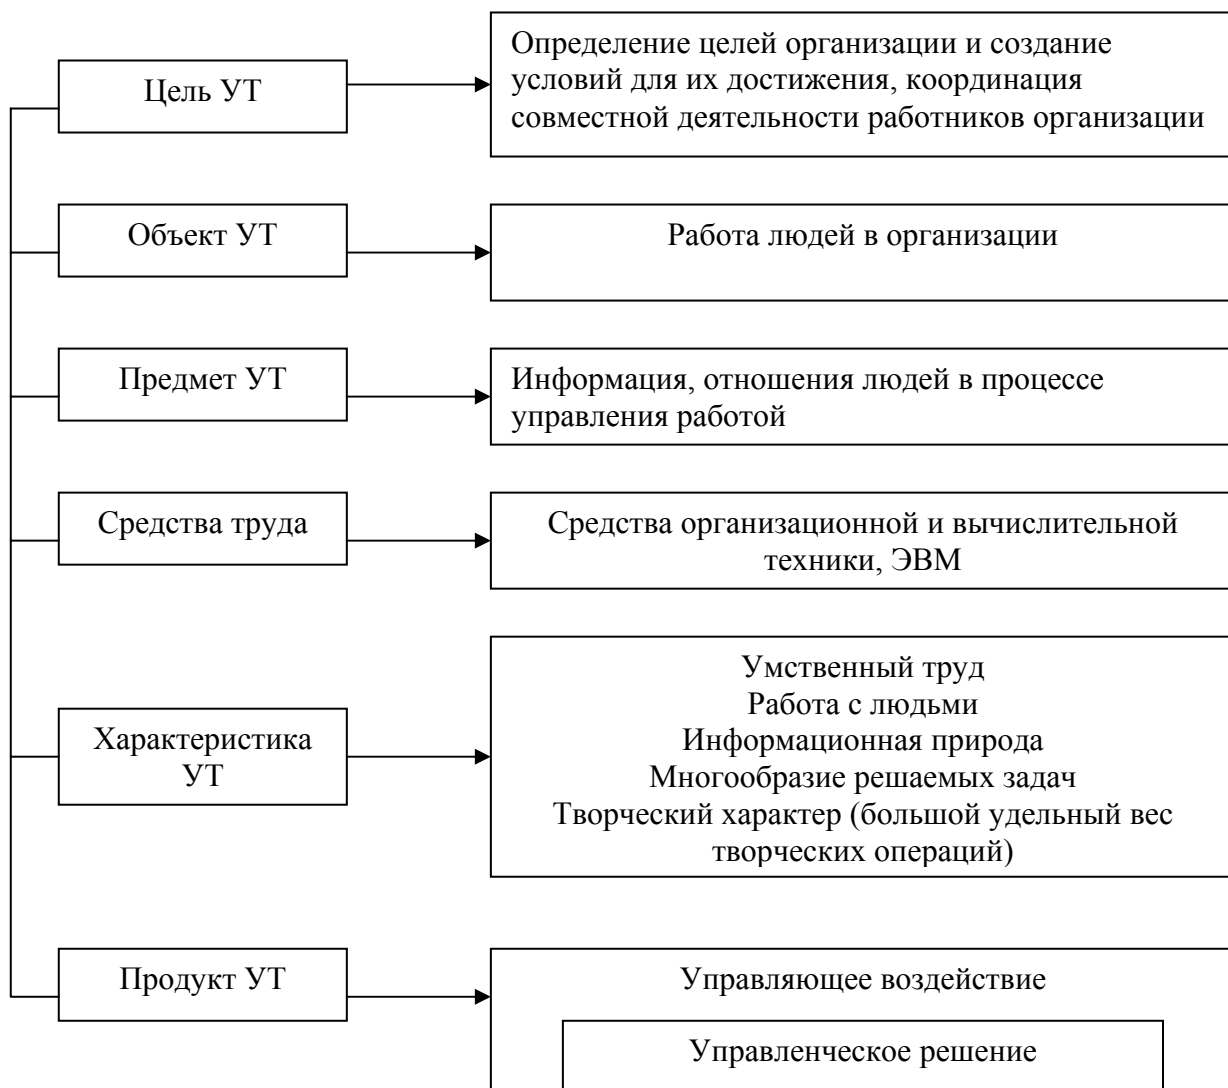 Цель УТ
Определение целей организации и создание
условий для их достижения, координация
совместной деятельности работников организации
Объект УТ
Работа людей в организации
Предмет УТ
Информация, отношения людей в процессе
управления работой
Средства труда
Средства организационной и вычислительной
техники, ЭВМ
Характеристика
УТ
Умственный труд
Работа с людьми
Информационная природа
Многообразие решаемых задач
Творческий характер (большой удельный вес
творческих операций)
Продукт УТ
Управляющее воздействие
Управленческое решение